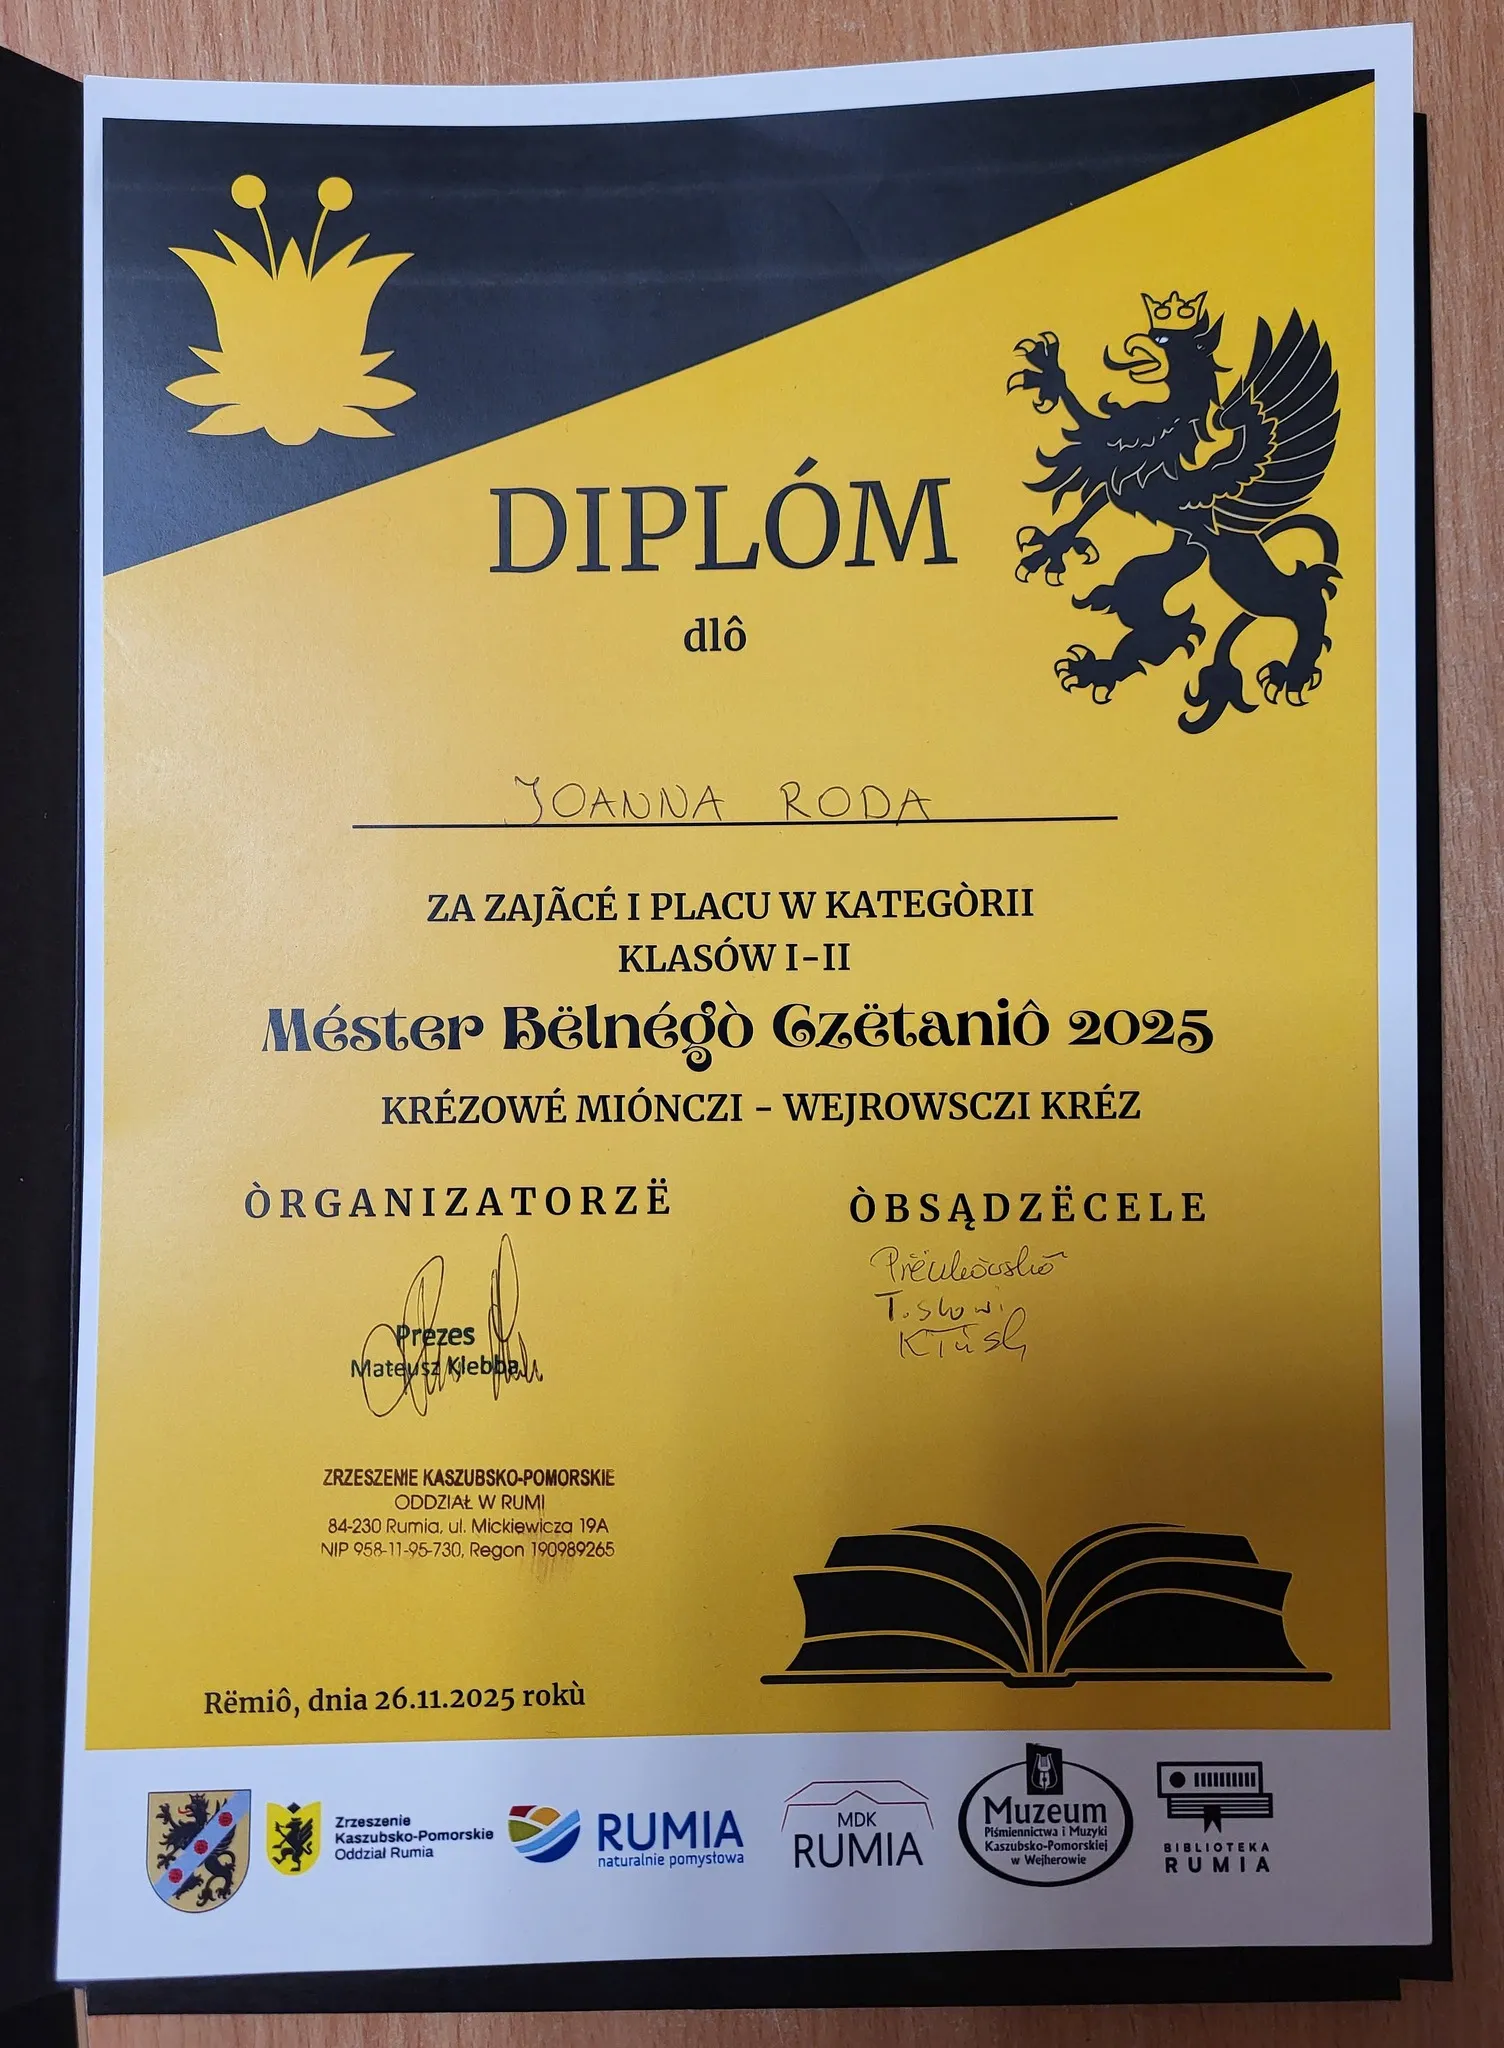 DIPLÓM
dlô
JOANNA RODA
ZA ZAJÃCÉ I PLACU W KATEGÒRII
KLASÓW I-II
Méster Bëlnégò Czëtaniô 2025
KRÉZOWÉ MIÓNCZI - WEJROWSCZI KRÉZ
ÒRGANIZATORZË
ÒBSĄDZËCELE
Prezes
Mateusz Klebba
ZRZESZENIE KASZUBSKO-POMORSKIE
ODDZIAŁ W RUMI
84-230 Rumia, ul. Mickiewicza 19A
NIP 958-11-95-730, Regon 190989265
Rëmiô, dnia 26.11.2025 rokù
Zrzeszenie
Kaszubsko-Pomorskie
Oddział Rumia
RUMIA
naturalnie pomysłowa
MDK
RUMIA
Muzeum
Piśmiennictwa i Muzyki
Kaszubsko-Pomorskiej
w Wejherowie
BIBLIOTEKA
RUMIA